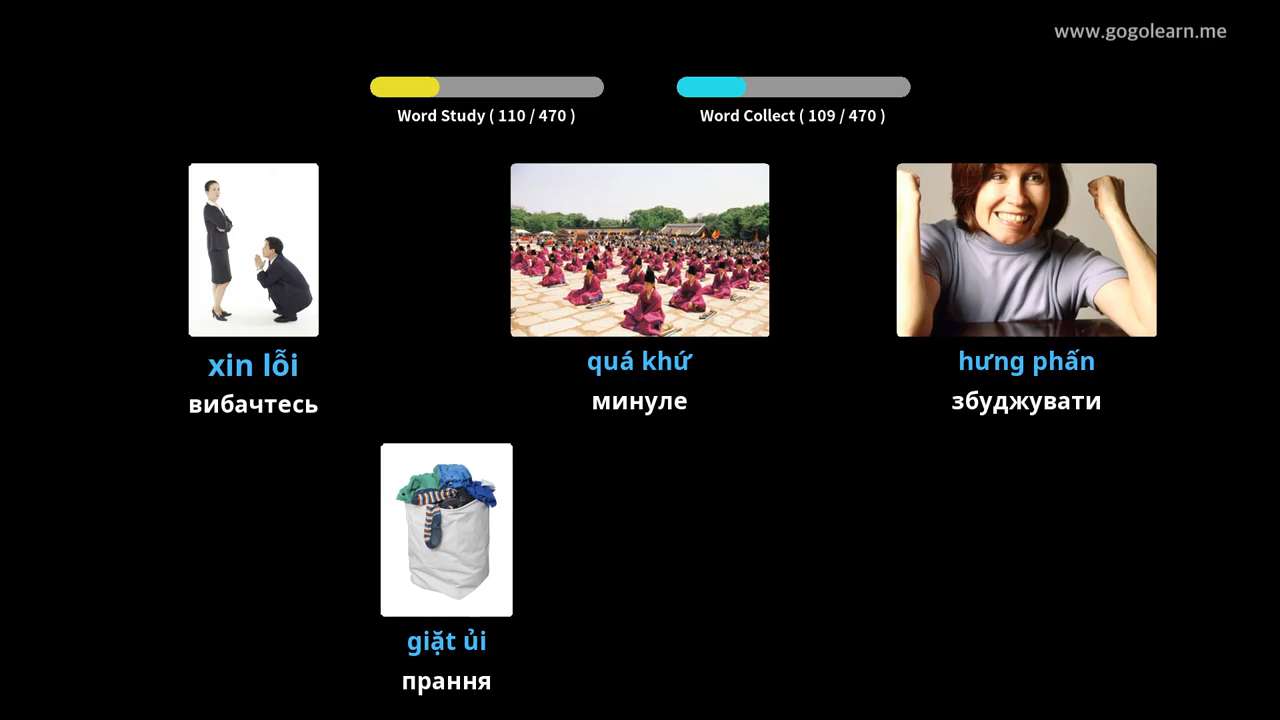 www.gogolearn.me
Word Study ( 110 / 470 )
Word Collect ( 109 / 470 )
xin lỗi
вибачтесь
quá khứ
минуле
hưng phấn
збуджувати
giặt ủi
прання